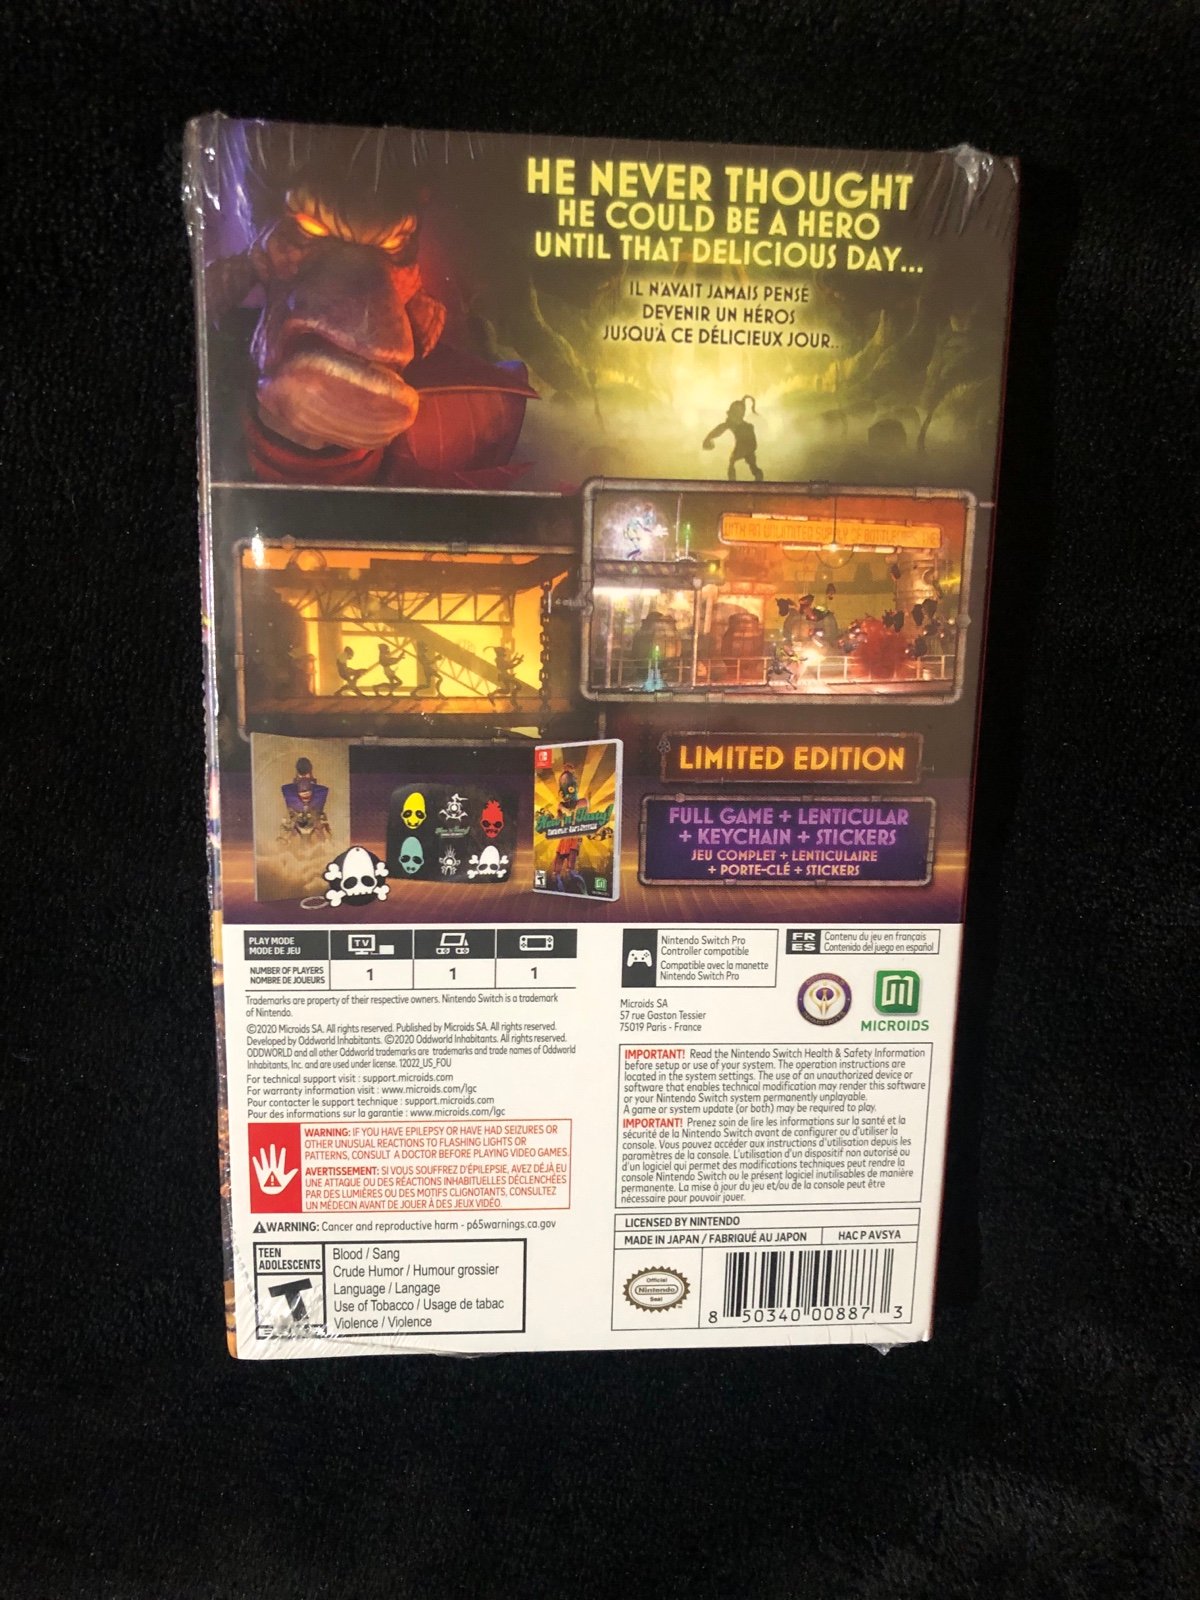 HE NEVER THOUGHT
HE COULD BE A HERO
UNTIL THAT DELICIOUS DAY...
IL N'AVAIT JAMAIS PENSÉ
DEVENIR UN HÉROS
JUSQU'À CE DÉLICIEUX JOUR...
WITH AN UNLIMITED SUPPLY OF
LIMITED EDITION
FULL GAME + LENTICULAR
+ KEYCHAIN + STICKERS
JEU COMPLET + LENTICULAIRE
+ PORTE-CLÉ + STICKERS
New 'n' Tasty!
PLAY MODE
MODE DE JEU
TV
NUMBER OF PLAYERS
NOMBRE DE JOUEURS
1
1
1
Trademarks are property of their respective owners. Nintendo Switch is a trademark
of Nintendo.
©2020 Microids SA. All rights reserved. Published by Microids SA. All rights reserved.
Developed by Oddworld Inhabitants. ©2020 Oddworld Inhabitants. All rights reserved.
ODDWORLD and all other Oddworld trademarks are trademarks and trade names of Oddworld
Inhabitants, Inc. and are used under license. 12022_US_FOU
For technical support visit : support.microids.com
For warranty information visit : www.microids.com/lgc
Pour contacter le support technique : support.microids.com
Pour des informations sur la garantie : www.microids.com/lgc
WARNING: IF YOU HAVE EPILEPSY OR HAVE HAD SEIZURES OR
OTHER UNUSUAL REACTIONS TO FLASHING LIGHTS OR
PATTERNS, CONSULT A DOCTOR BEFORE PLAYING VIDEO GAMES.
AVERTISSEMENT: SI VOUS SOUFFREZ D'ÉPILEPSIE, AVEZ DÉJÀ EU
UNE ATTAQUE OU DES RÉACTIONS INHABITUELLES DÉCLENCHÉES
PAR DES LUMIÈRES OU DES MOTIFS CLIGNOTANTS, CONSULTEZ
UN MÉDECIN AVANT DE JOUER À DES JEUX VIDÉO.
WARNING: Cancer and reproductive harm - p65warnings.ca.gov
TEEN
ADOLESCENTS
T
Blood / Sang
Crude Humor / Humour grossier
Language / Langage
Use of Tobacco / Usage de tabac
Violence / Violence
Nintendo Switch Pro
Controller compatible
Compatible avec la manette
Nintendo Switch Pro
FR
ES
Contenu du jeu en français
Contenido del juego en español
Microids SA
57 rue Gaston Tessier
75019 Paris - France
MICROIDS
IMPORTANT! Read the Nintendo Switch Health & Safety Information
before setup or use of your system. The operation instructions are
located in the system settings. The use of an unauthorized device or
software that enables technical modification may render this software
or your Nintendo Switch system permanently unplayable.
A game or system update (or both) may be required to play.
IMPORTANT! Prenez soin de lire les informations sur la santé et la
sécurité de la Nintendo Switch avant de configurer ou d'utiliser la
console. Vous pouvez accéder aux instructions d'utilisation depuis les
paramètres de la console. L'utilisation d'un dispositif non autorisé ou
d'un logiciel qui permet des modifications techniques peut rendre la
console Nintendo Switch ou le présent logiciel inutilisables de manière
permanente. La mise à jour du jeu et/ou de la console peut être
nécessaire pour pouvoir jouer.
LICENSED BY NINTENDO
MADE IN JAPAN / FABRIQUÉ AU JAPON
HAC P AVSYA
Official
Nintendo
Seal
8 50340 00887 3